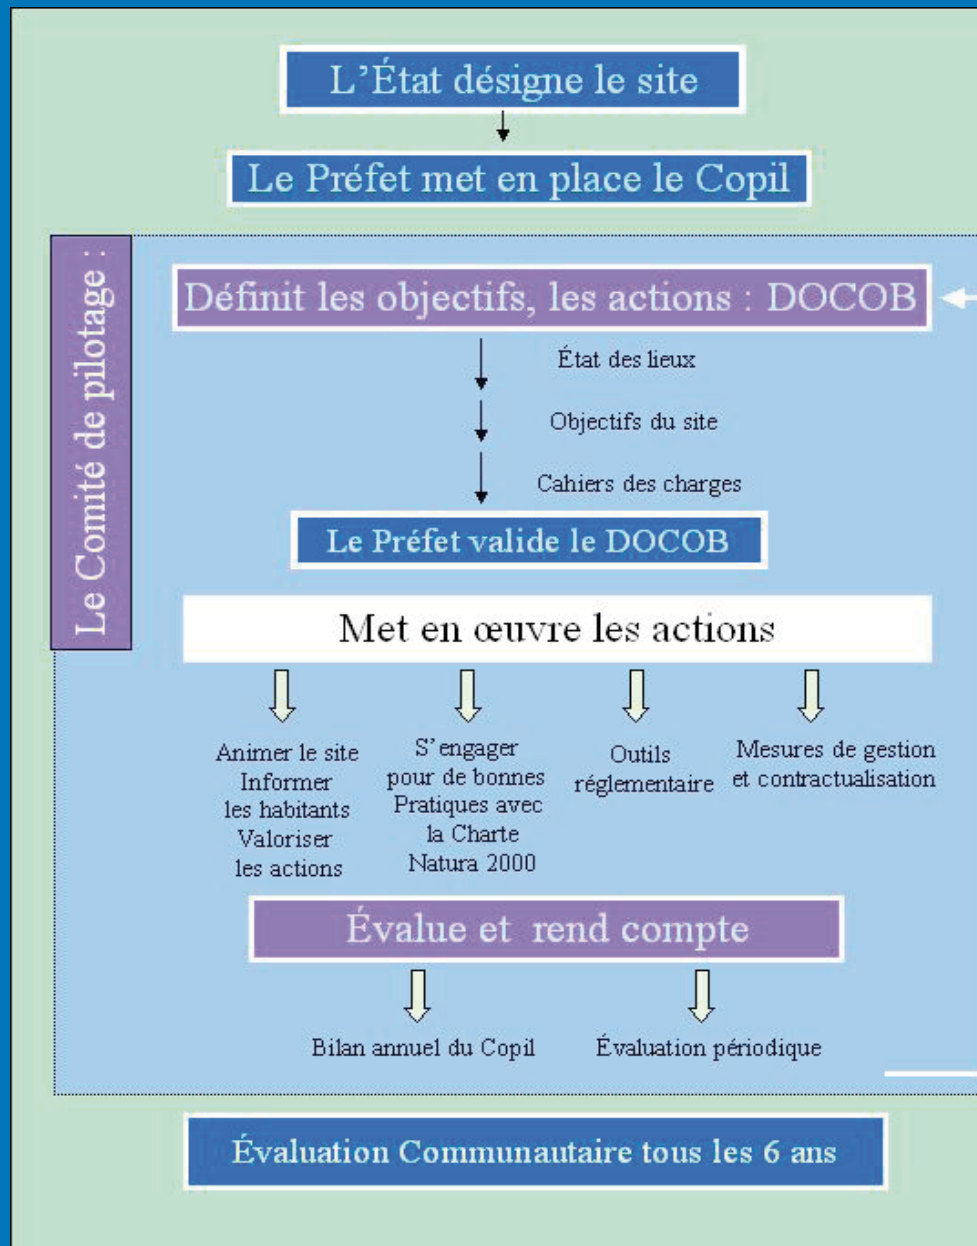 L'État désigne le site
Le Préfet met en place le Copil
Le Comité de pilotage :
Définit les objectifs, les actions : DOCOB
État des lieux
Objectifs du site
Cahiers des charges
Le Préfet valide le DOCOB
Met en œuvre les actions
Animer le site
Informer
les habitants
Valoriser
les actions
S'engager
pour de bonnes
Pratiques avec
la Charte
Natura 2000
Outils
réglementaire
Mesures de gestion
et contractualisation
Évalue et rend compte
Bilan annuel du Copil
Évaluation périodique
Évaluation Communautaire tous les 6 ans